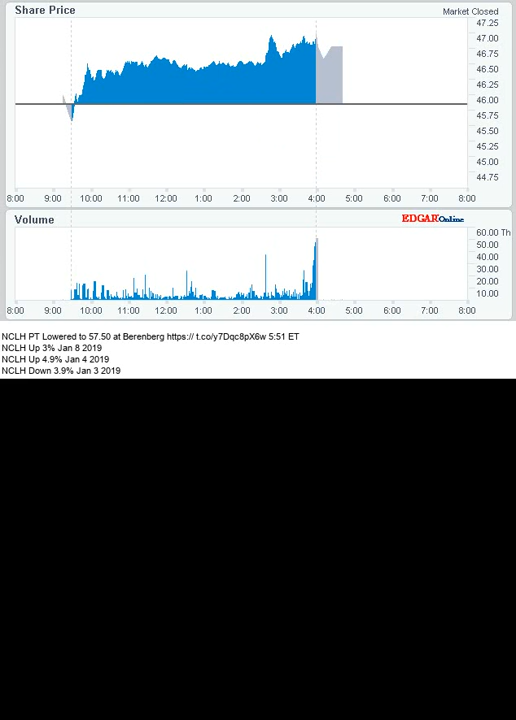 Share Price
Market Closed
47.25
47.00
46.75
46.50
46.25
46.00
45.75
45.50
45.25
45.00
44.75
8:00 9:00 10:00 11:00 12:00 1:00 2:00 3:00 4:00 5:00 6:00 7:00 8:00
Volume
EDGAROnline
60.00 Th
50.00
40.00
30.00
20.00
10.00
8:00 9:00 10:00 11:00 12:00 1:00 2:00 3:00 4:00 5:00 6:00 7:00 8:00
NCLH PT Lowered to 57.50 at Berenberg https:// t.co/y7Dqc8pX6w 5:51 ET
NCLH Up 3% Jan 8 2019
NCLH Up 4.9% Jan 4 2019
NCLH Down 3.9% Jan 3 2019